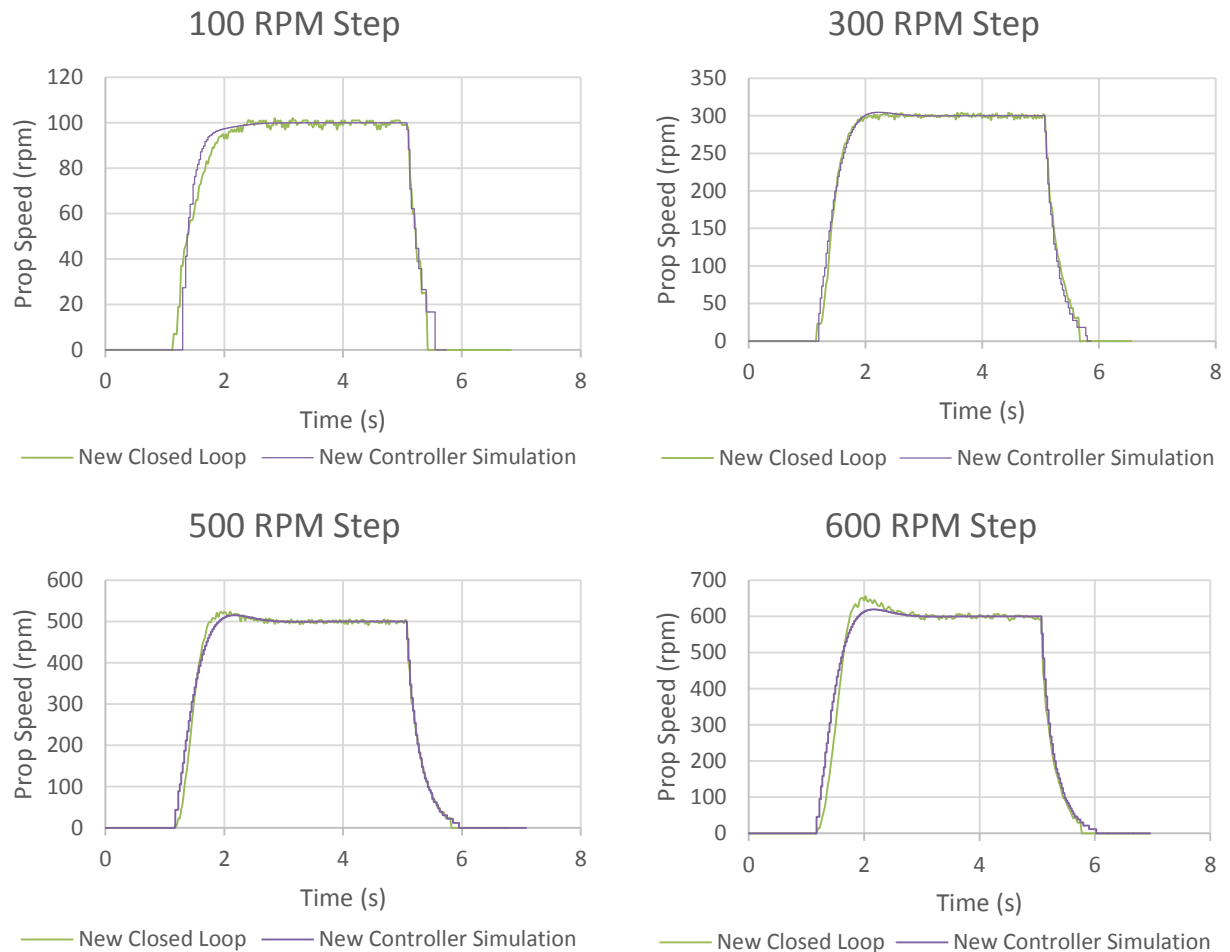 100 RPM Step
Prop Speed (rpm)
120
100
80
60
40
20
0
0 2 4 6 8
Time (s)
New Closed Loop New Controller Simulation
300 RPM Step
Prop Speed (rpm)
350
300
250
200
150
100
50
0
0 2 4 6 8
Time (s)
New Closed Loop New Controller Simulation
500 RPM Step
Prop Speed (rpm)
600
500
400
300
200
100
0
0 2 4 6 8
Time (s)
New Closed Loop New Controller Simulation
600 RPM Step
Prop Speed (rpm)
700
600
500
400
300
200
100
0
0 2 4 6 8
Time (s)
New Closed Loop New Controller Simulation